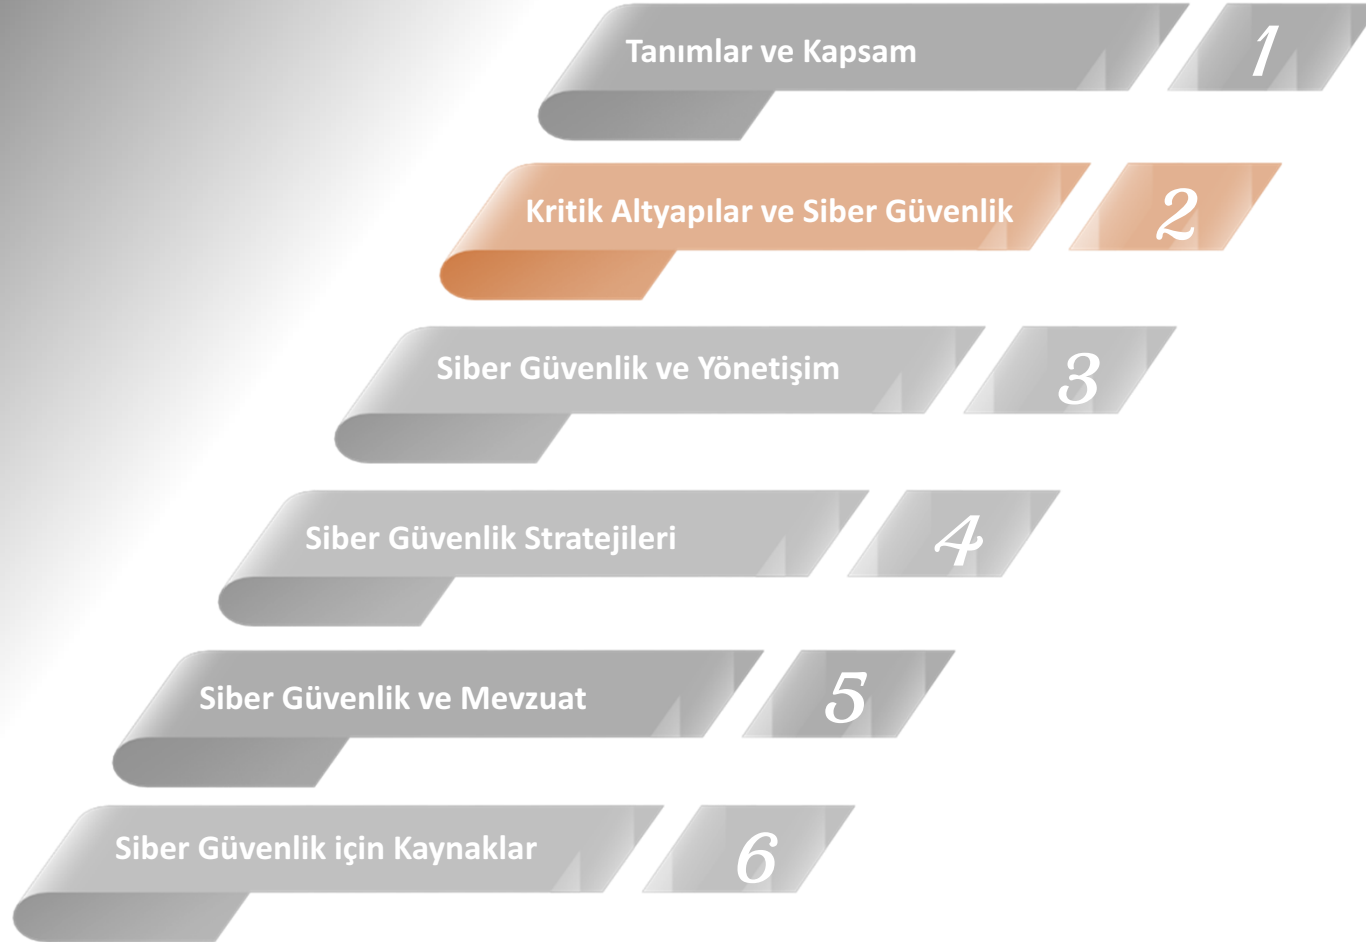 Tanımlar ve Kapsam 1
Kritik Altyapılar ve Siber Güvenlik 2
Siber Güvenlik ve Yönetişim 3
Siber Güvenlik Stratejileri 4
Siber Güvenlik ve Mevzuat 5
Siber Güvenlik için Kaynaklar 6